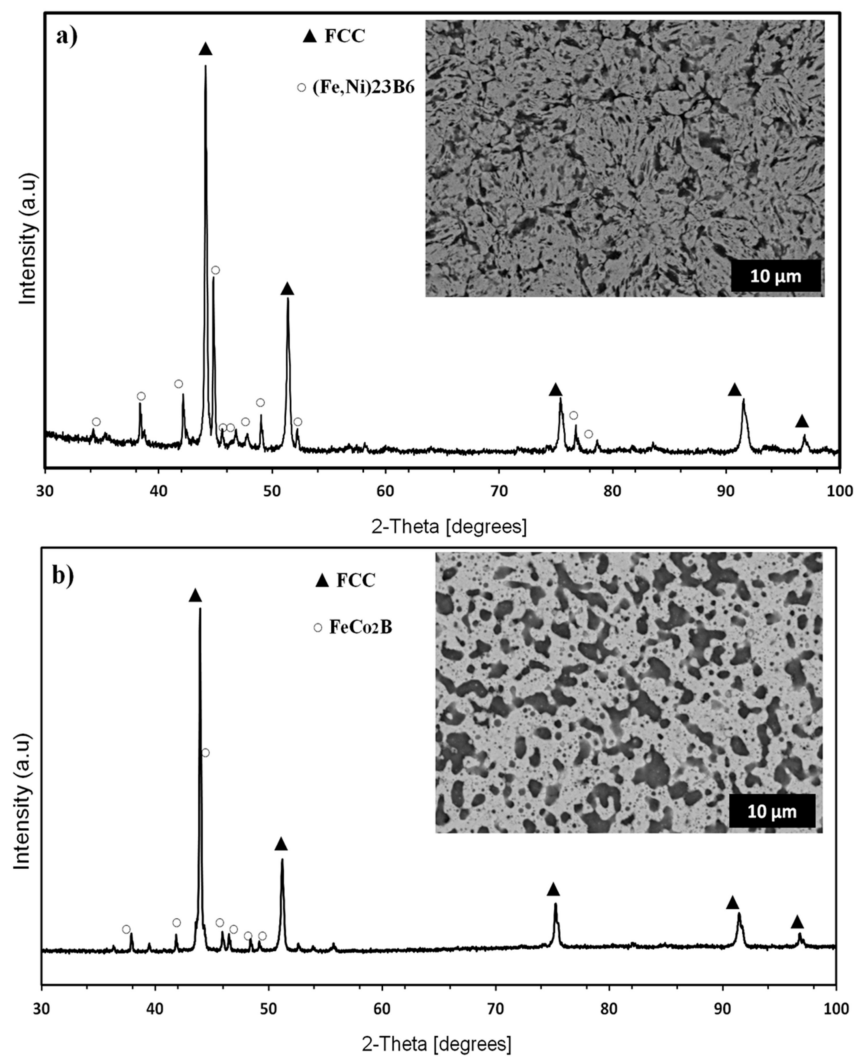 a)
▲ FCC
○ (Fe,Ni)23B6
10 µm
Intensity (a.u)
30 40 50 60 70 80 90 100
2-Theta [degrees]
b)
▲ FCC
○ FeCo2B
10 µm
Intensity (a.u)
30 40 50 60 70 80 90 100
2-Theta [degrees]